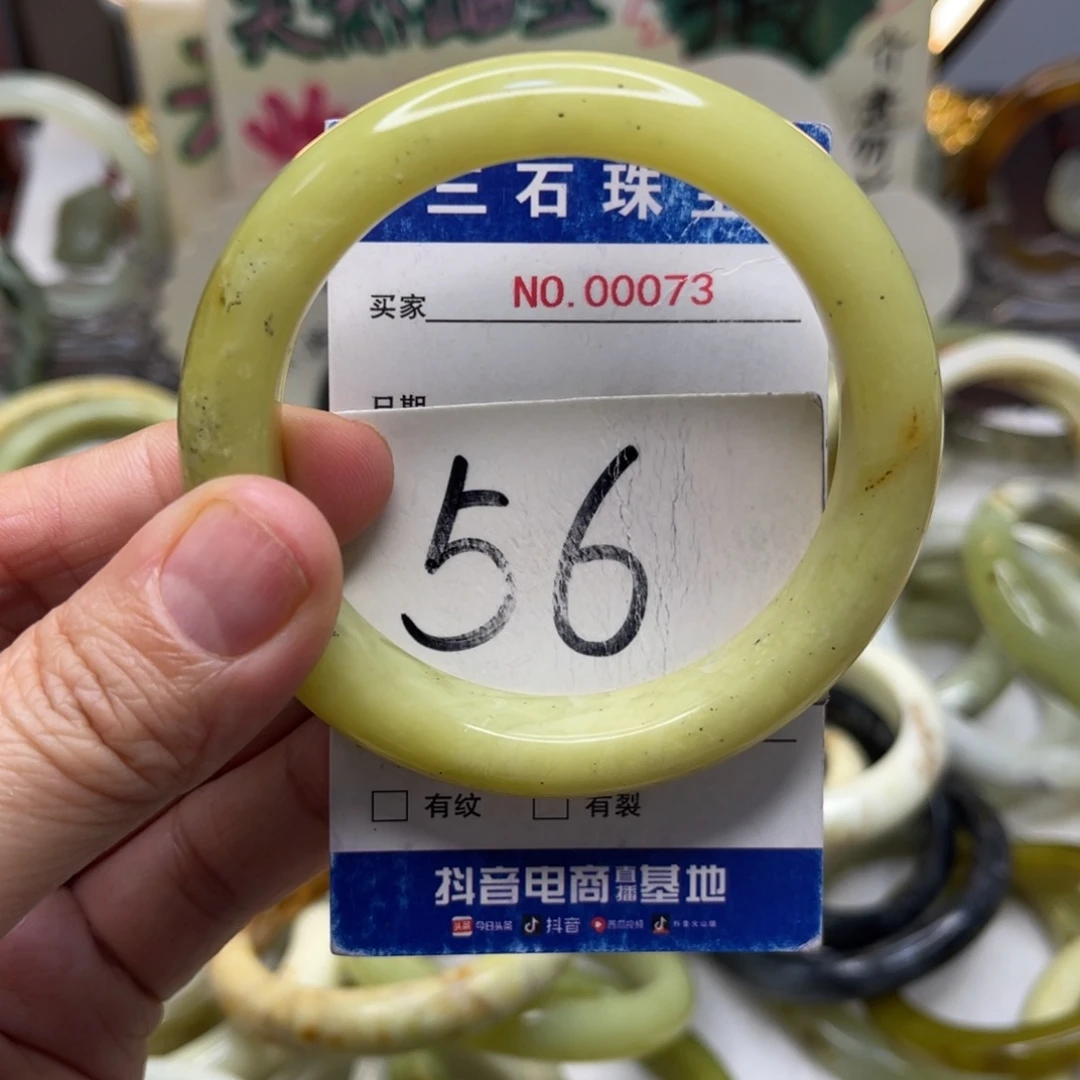 三石珠宝
买家 NO.00073
日期
56
有纹 有裂
抖音电商直播基地
今日头条 抖音 西瓜视频